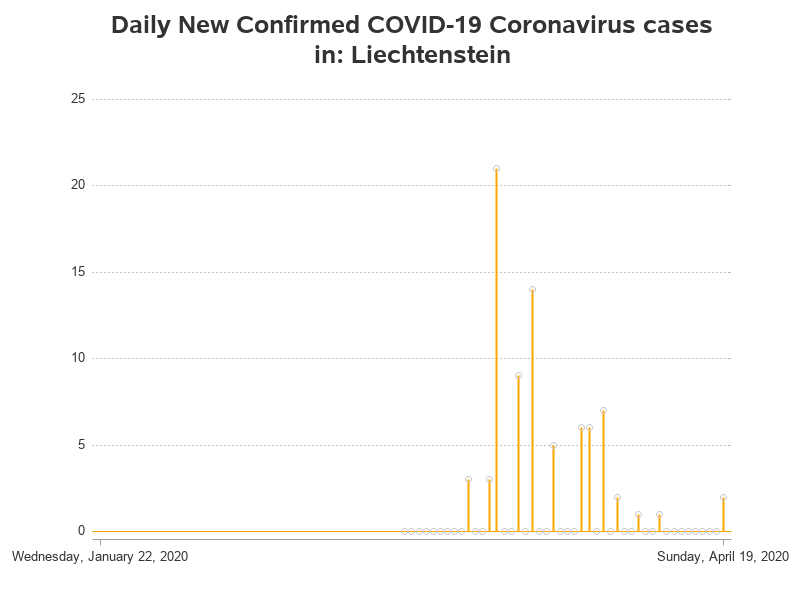 Daily New Confirmed COVID-19 Coronavirus cases
in: Liechtenstein
25
20
15
10
5
0
Wednesday, January 22, 2020
Sunday, April 19, 2020